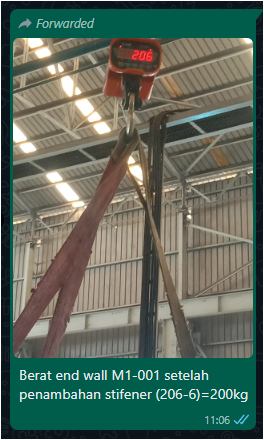 Forwarded
206
Berat end wall M1-001 setelah
penambahan stifener (206-6)=200kg
11:06